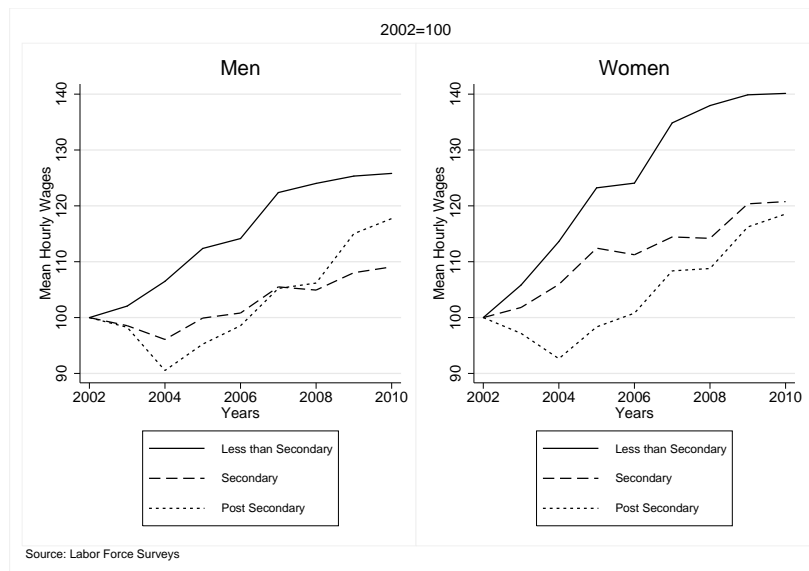 2002=100
Men
Mean Hourly Wages
140
130
120
110
100
90
2002 2004 2006 2008 2010
Years
Less than Secondary
Secondary
Post Secondary
Women
Mean Hourly Wages
140
130
120
110
100
90
2002 2004 2006 2008 2010
Years
Less than Secondary
Secondary
Post Secondary
Source: Labor Force Surveys